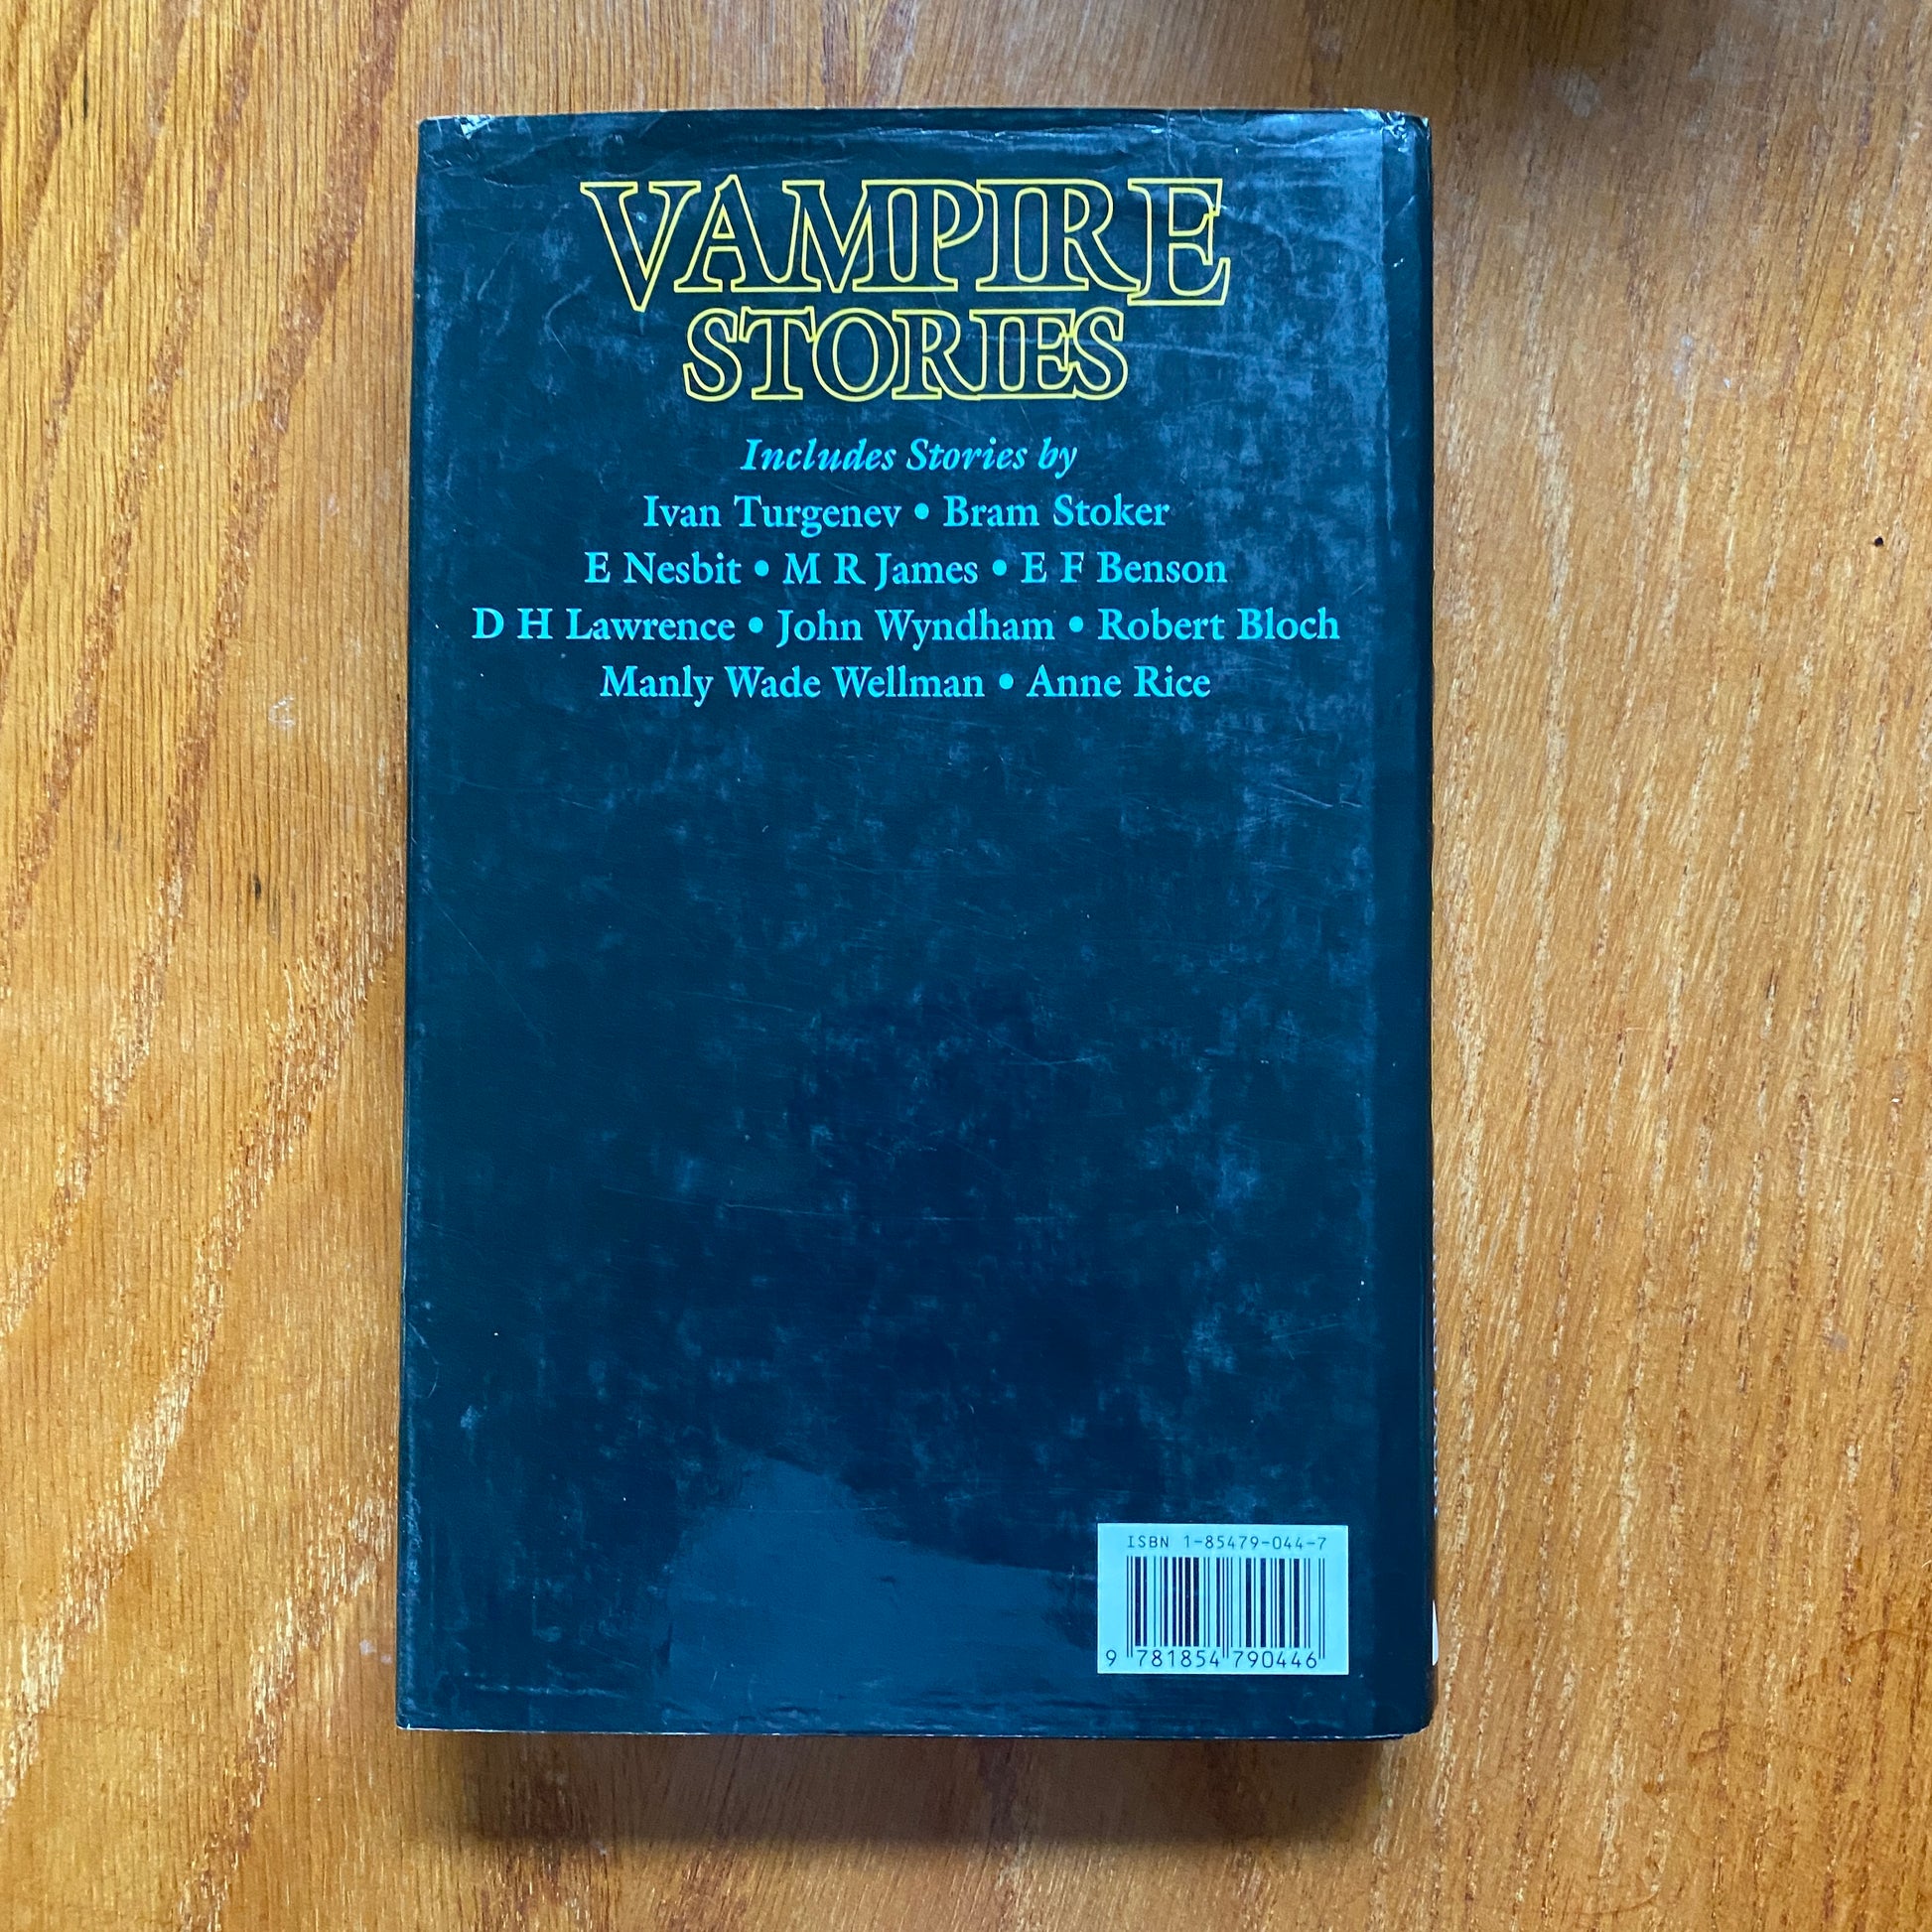 VAMPIRE
STORIES
Includes Stories by
Ivan Turgenev • Bram Stoker
E Nesbit • M R James • E F Benson
D H Lawrence • John Wyndham • Robert Bloch
Manly Wade Wellman • Anne Rice
ISBN 1-85479-044-7
9 781854 790446